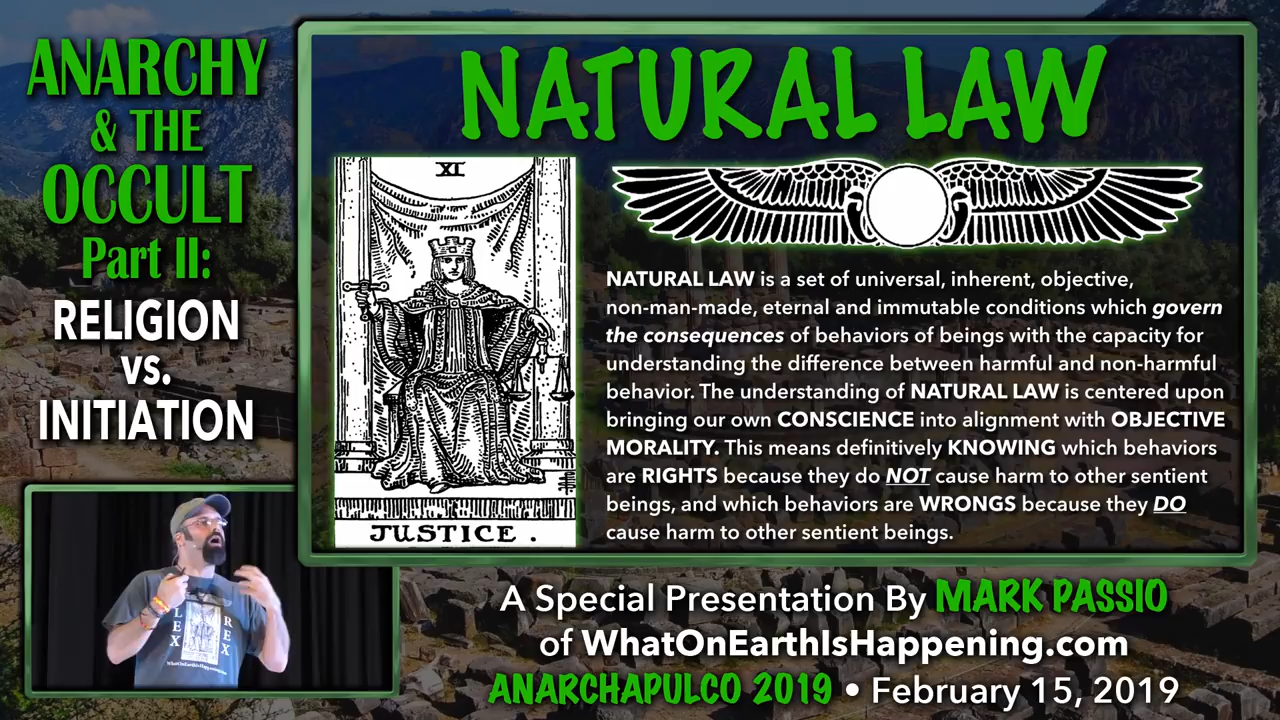 ANARCHY
& THE
OCCULT
Part II:
RELIGION
vs.
INITIATION
NATURAL LAW
XI
JUSTICE.
NATURAL LAW is a set of universal, inherent, objective,
non-man-made, eternal and immutable conditions which govern
the consequences of behaviors of beings with the capacity for
understanding the difference between harmful and non-harmful
behavior. The understanding of NATURAL LAW is centered upon
bringing our own CONSCIENCE into alignment with OBJECTIVE
MORALITY. This means definitively KNOWING which behaviors
are RIGHTS because they do NOT cause harm to other sentient
beings, and which behaviors are WRONGS because they DO
cause harm to other sentient beings.
LEX
REX
WhatOnEarthIsHappening.com
A Special Presentation By MARK PASSIO
of WhatOnEarthIsHappening.com
ANARCHAPULCO 2019 • February 15, 2019